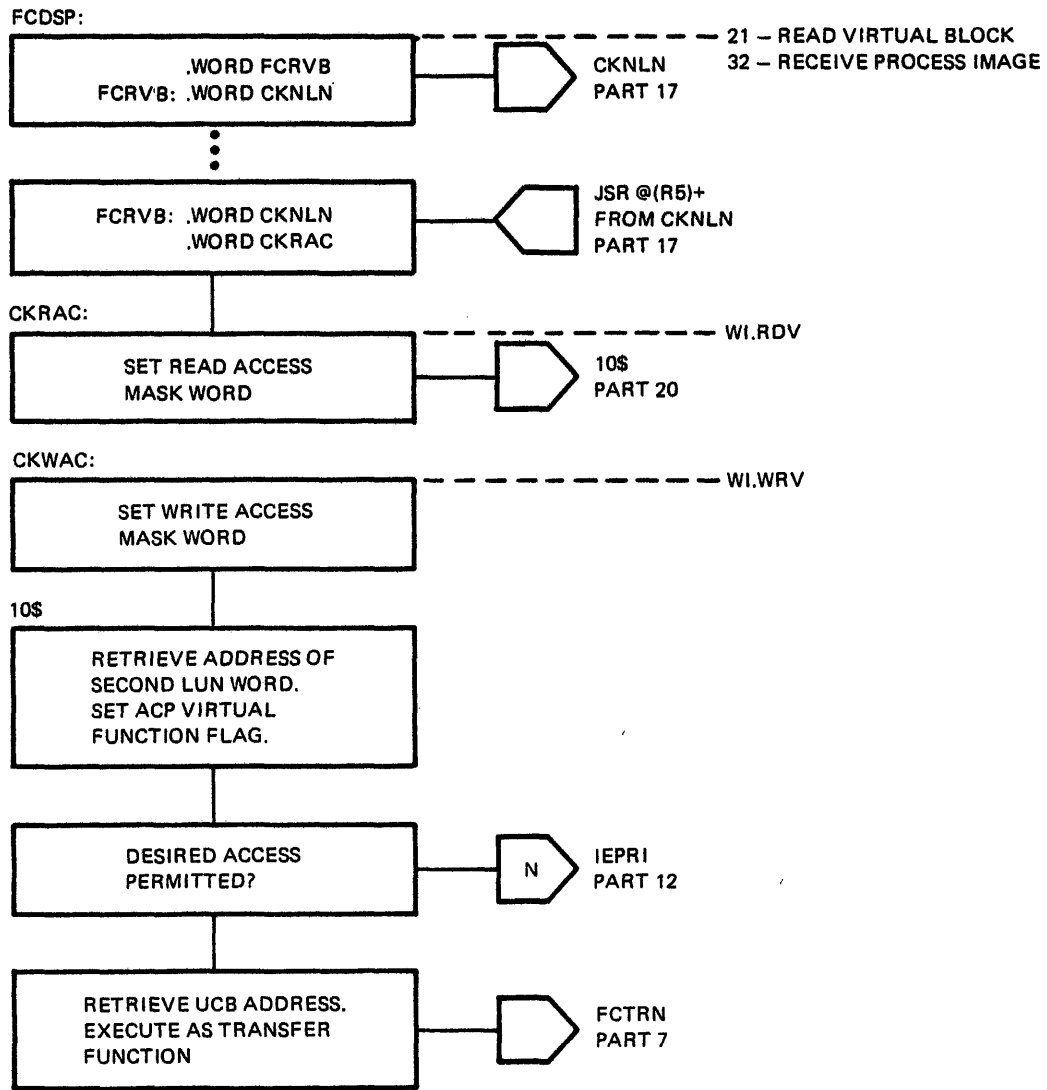 FCDSP:
21 – READ VIRTUAL BLOCK
32 – RECEIVE PROCESS IMAGE
.WORD FCRVB
FCRV'B: .WORD CKNLN
CKNLN
PART 17
FCRVB: .WORD CKNLN
.WORD CKRAC
JSR @(R5)+
FROM CKNLN
PART 17
CKRAC:
WI.RDV
SET READ ACCESS
MASK WORD
10$
PART 20
CKWAC:
WI.WRV
SET WRITE ACCESS
MASK WORD
10$
RETRIEVE ADDRESS OF
SECOND LUN WORD.
SET ACP VIRTUAL
FUNCTION FLAG.
DESIRED ACCESS
PERMITTED?
N
IEPRI
PART 12
RETRIEVE UCB ADDRESS.
EXECUTE AS TRANSFER
FUNCTION
FCTRN
PART 7